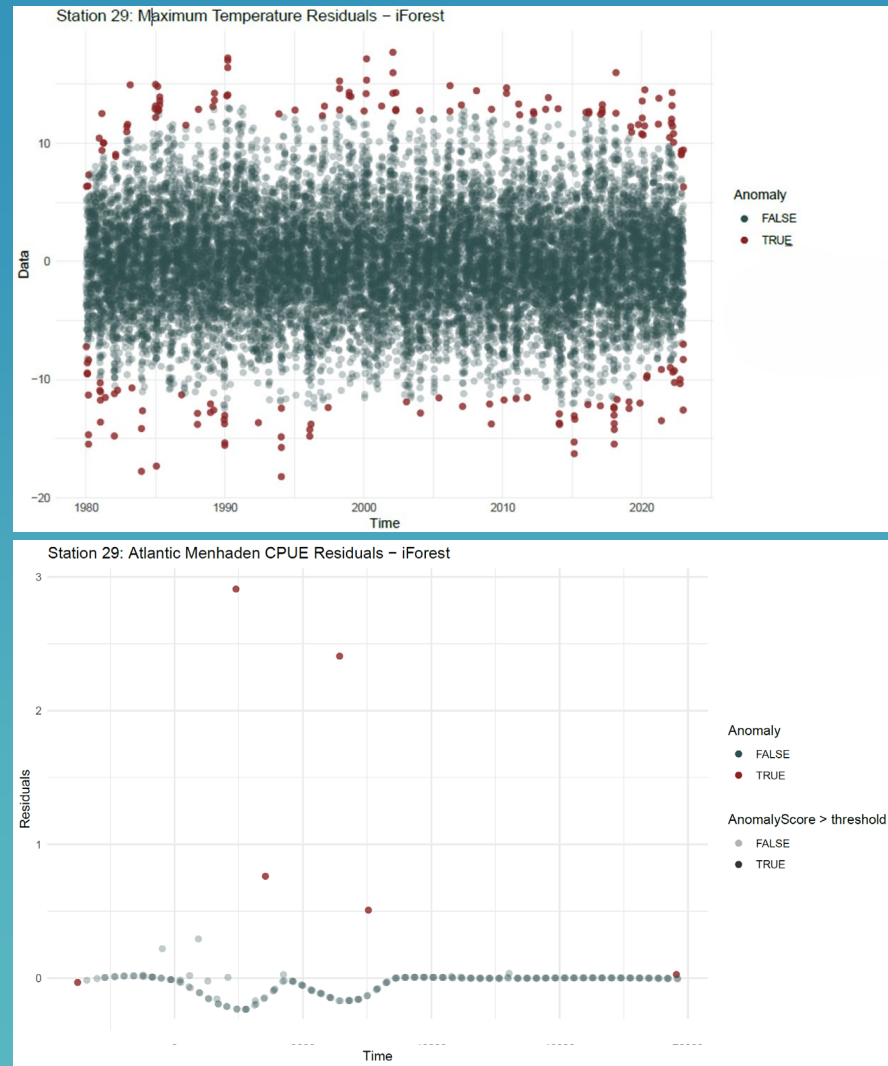 Station 29: Maximum Temperature Residuals – iForest
10
0
−10
−20
Data
1980
1990
2000
2010
2020
Time
Anomaly
FALSE
TRUE
Station 29: Atlantic Menhaden CPUE Residuals – iForest
3
2
1
0
Residuals
Time
Anomaly
FALSE
TRUE
AnomalyScore > threshold
FALSE
TRUE